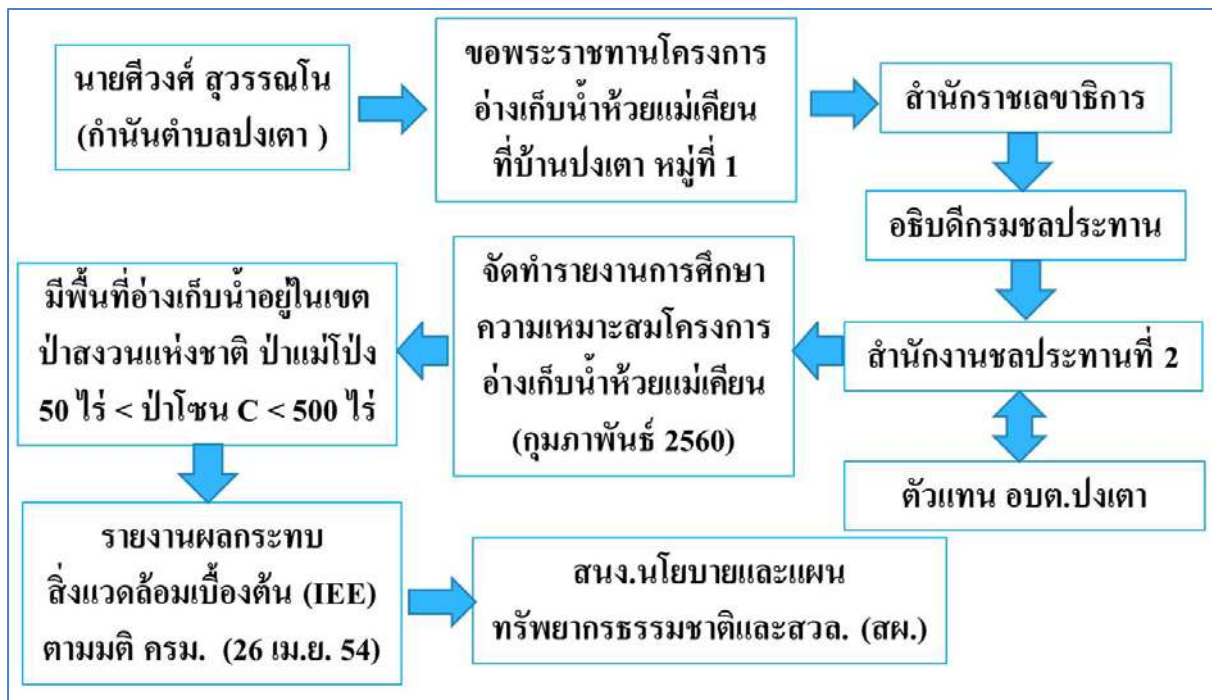 นายศีวงศ์ สุวรรณโน
(กำนันตำบลปงเตา )
ขอพระราชทานโครงการ
อ่างเก็บน้ำห้วยแม่เคียน
ที่บ้านปงเตา หมู่ที่ 1
สำนักราชเลขาธิการ
อธิบดีกรมชลประทาน
สำนักงานชลประทานที่ 2
ตัวแทน อบต.ปงเตา
จัดทำรายงานการศึกษา
ความเหมาะสมโครงการ
อ่างเก็บน้ำห้วยแม่เคียน
(กุมภาพันธ์ 2560)
มีพื้นที่อ่างเก็บน้ำอยู่ในเขต
ป่าสงวนแห่งชาติ ป่าแม่โป่ง
50 ไร่ < ป่าโซน C < 500 ไร่
รายงานผลกระทบ
สิ่งแวดล้อมเบื้องต้น (IEE)
ตามมติ ครม. (26 เม.ย. 54)
สนง.นโยบายและแผน
ทรัพยากรธรรมชาติและสวล. (สผ.)